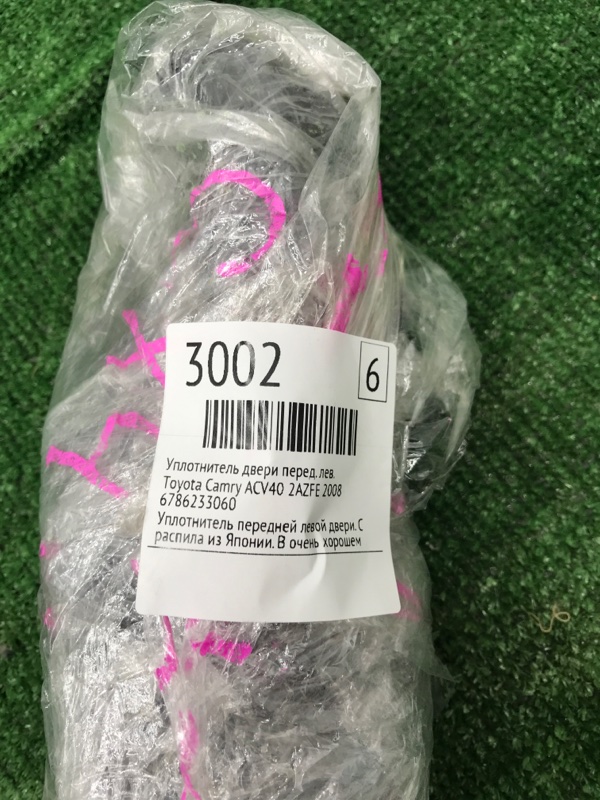 3002
6
Уплотнитель двери перед. лев.
Toyota Camry ACV40 2AZFE 2008
6786233060
Уплотнитель передней левой двери. С
распила из Японии. В очень хорошем